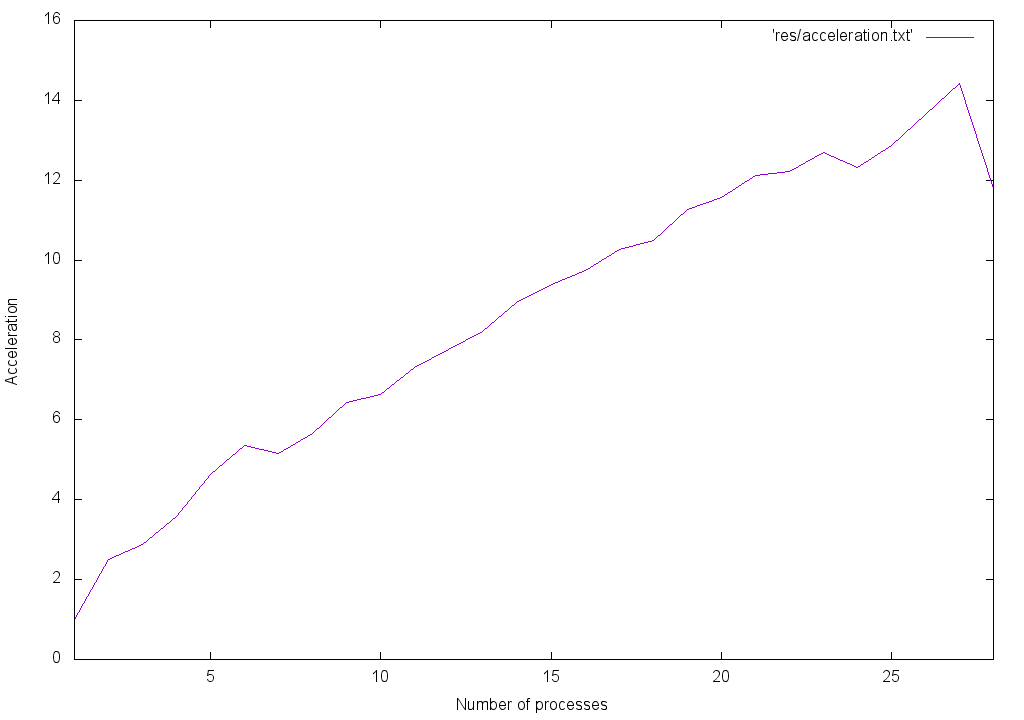 16
'res/acceleration.txt'
14
12
10
8
6
4
2
0
Acceleration
5 10 15 20 25
Number of processes